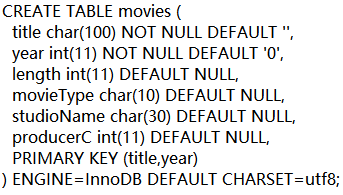 CREATE TABLE movies (
title char(100) NOT NULL DEFAULT '',
year int(11) NOT NULL DEFAULT '0',
length int(11) DEFAULT NULL,
movieType char(10) DEFAULT NULL,
studioName char(30) DEFAULT NULL,
producerC int(11) DEFAULT NULL,
PRIMARY KEY (title,year)
) ENGINE=InnoDB DEFAULT CHARSET=utf8;